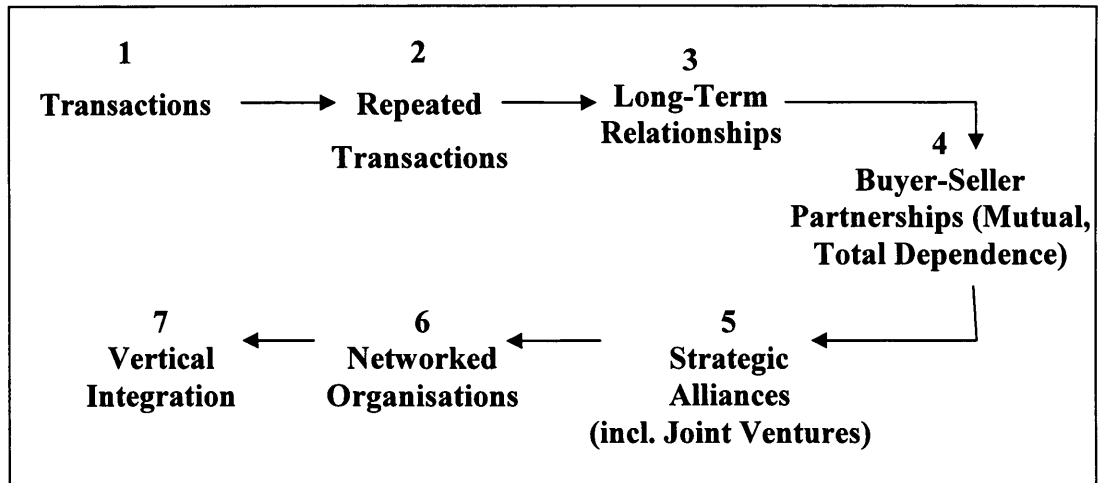 1
Transactions
2
Repeated
Transactions
3
Long-Term
Relationships
4
Buyer-Seller
Partnerships (Mutual,
Total Dependence)
5
Strategic
Alliances
(incl. Joint Ventures)
6
Networked
Organisations
7
Vertical
Integration